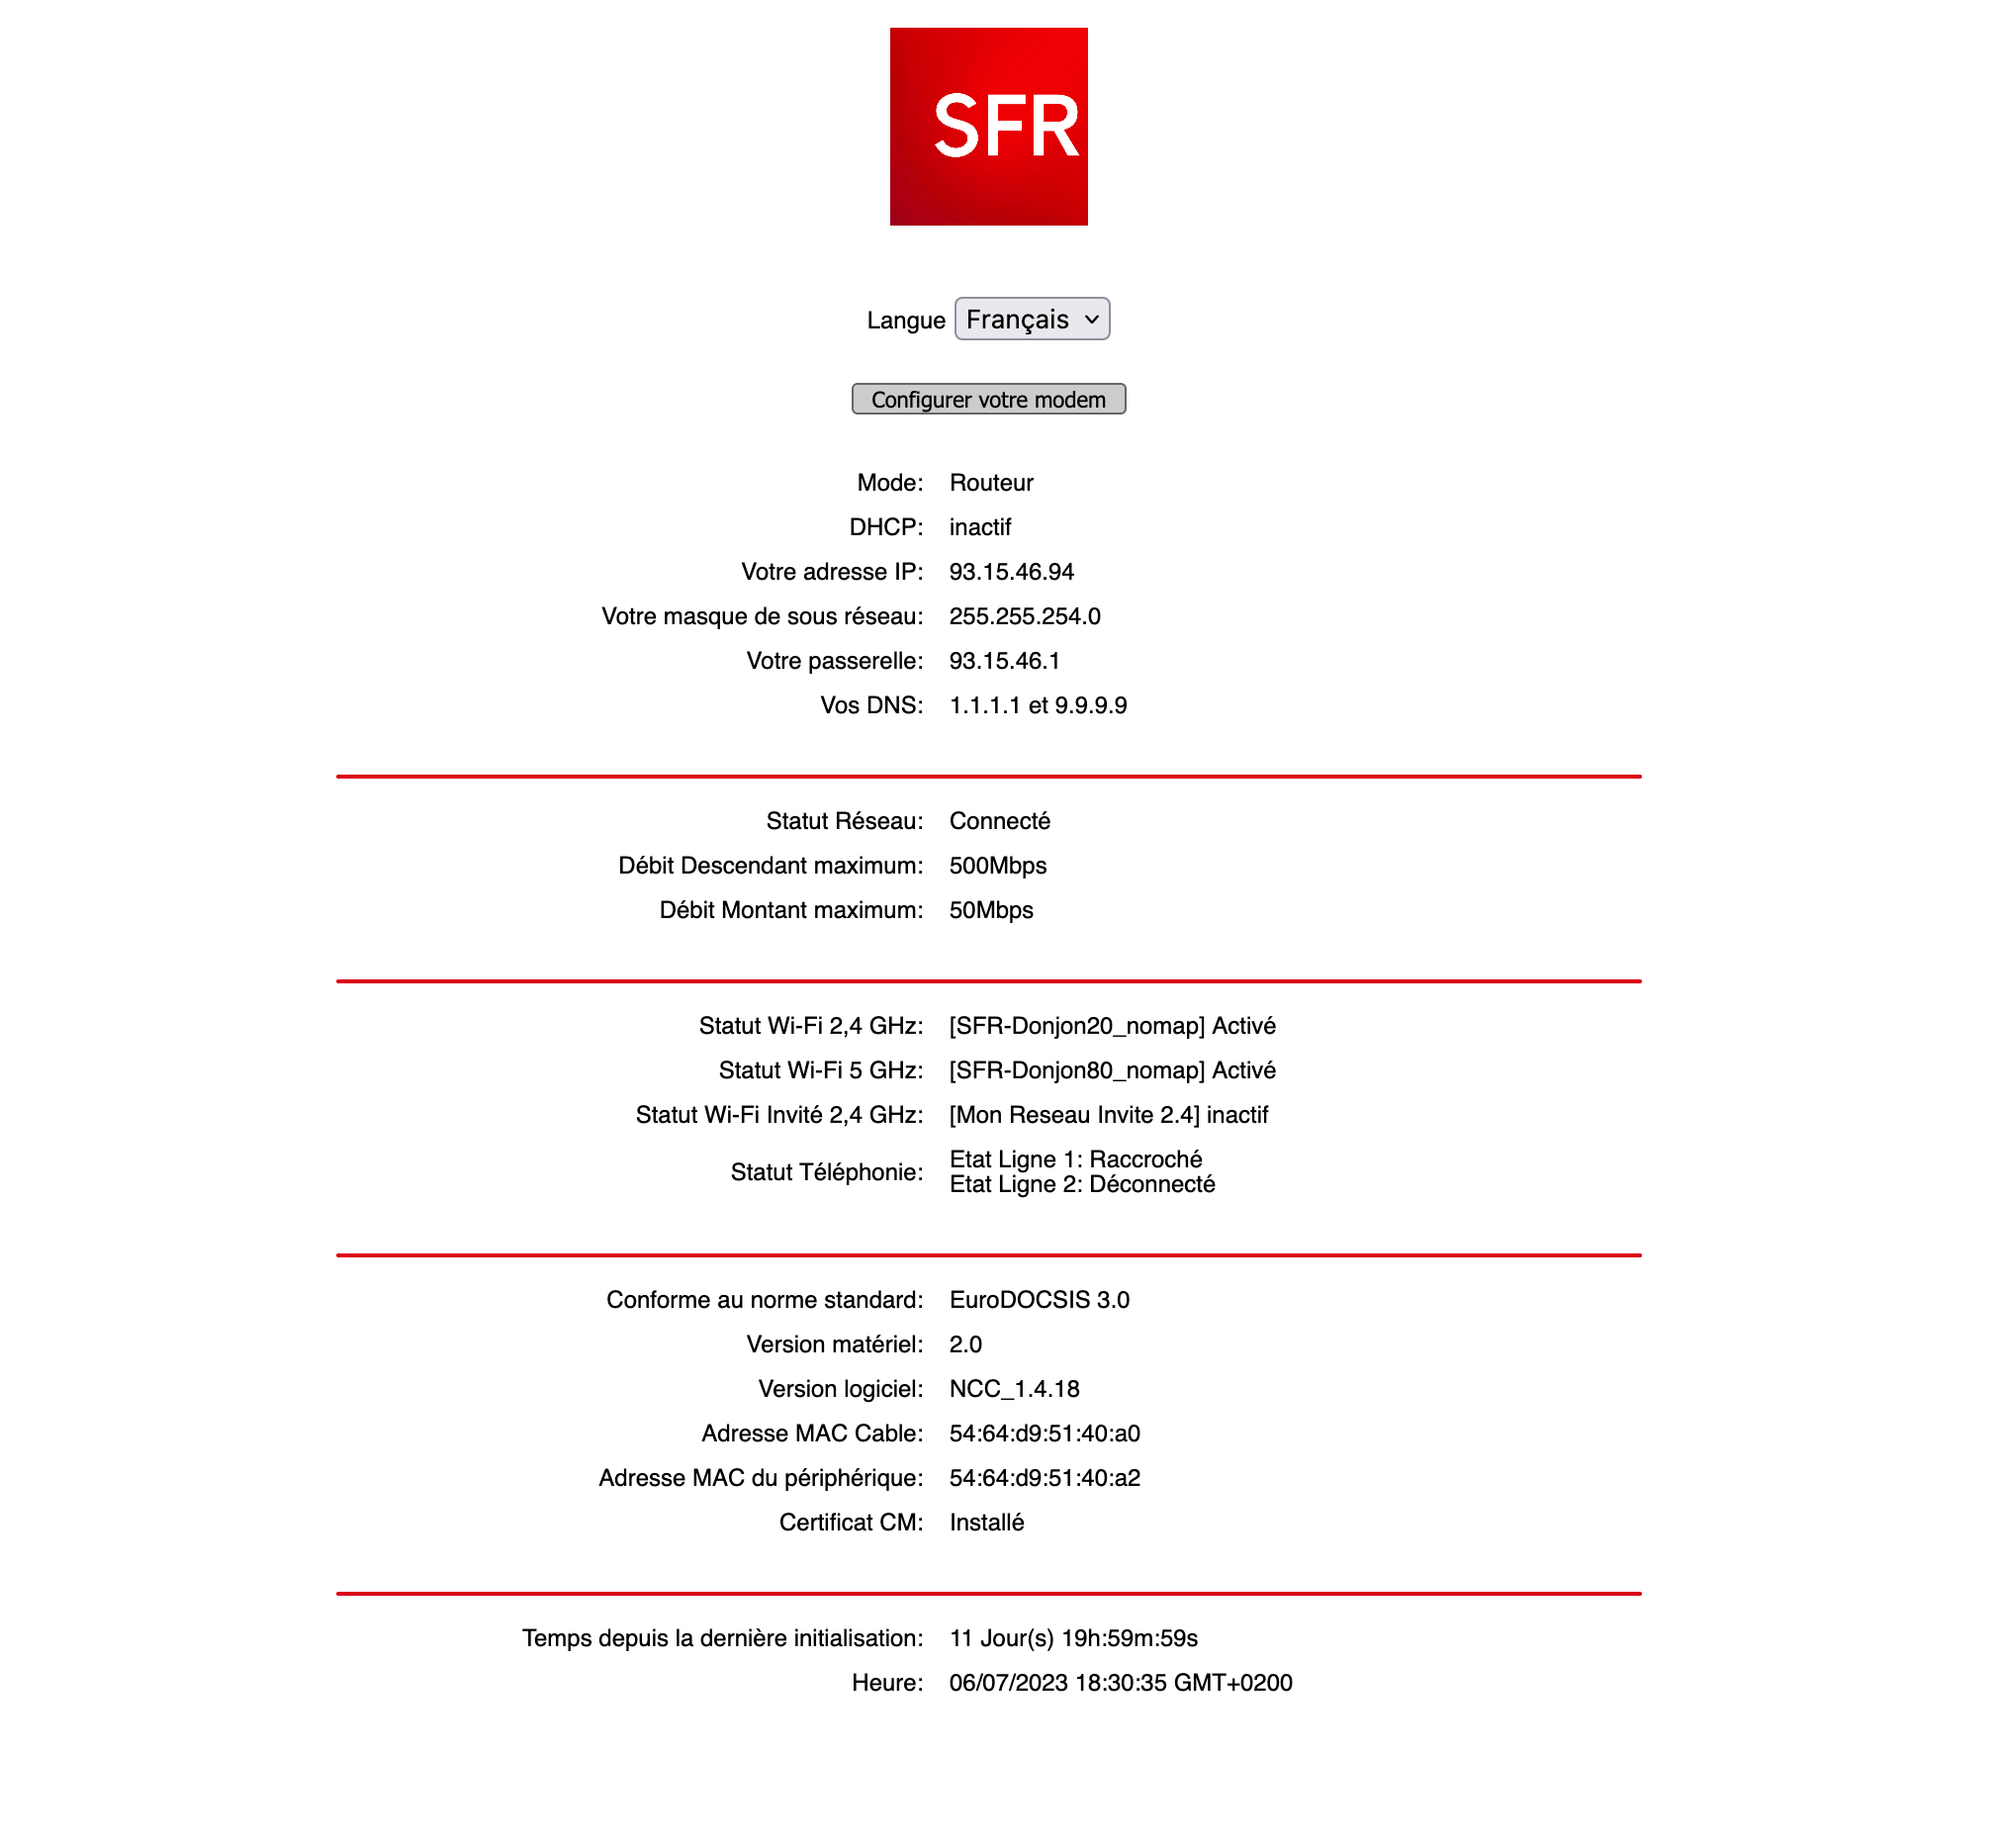 SFR
Langue Français
Configurer votre modem
Mode: Routeur
DHCP: inactif
Votre adresse IP: 93.15.46.94
Votre masque de sous réseau: 255.255.254.0
Votre passerelle: 93.15.46.1
Vos DNS: 1.1.1.1 et 9.9.9.9
Statut Réseau: Connecté
Débit Descendant maximum: 500Mbps
Débit Montant maximum: 50Mbps
Statut Wi-Fi 2,4 GHz: [SFR-Donjon20_nomap] Activé
Statut Wi-Fi 5 GHz: [SFR-Donjon80_nomap] Activé
Statut Wi-Fi Invité 2,4 GHz: [Mon Reseau Invite 2.4] inactif
Statut Téléphonie: Etat Ligne 1: Raccroché
Etat Ligne 2: Déconnecté
Conforme au norme standard: EuroDOCSIS 3.0
Version matériel: 2.0
Version logiciel: NCC_1.4.18
Adresse MAC Cable: 54:64:d9:51:40:a0
Adresse MAC du périphérique: 54:64:d9:51:40:a2
Certificat CM: Installé
Temps depuis la dernière initialisation: 11 Jour(s) 19h:59m:59s
Heure: 06/07/2023 18:30:35 GMT+0200